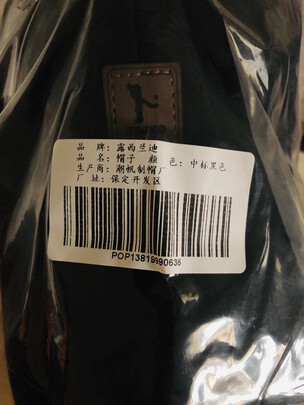 品 牌: 露西兰迪
品 名: 帽子 颜 色: 中标黑色
生产商: 潮帆制帽厂
厂 址: 保定开发区
POP13819990636